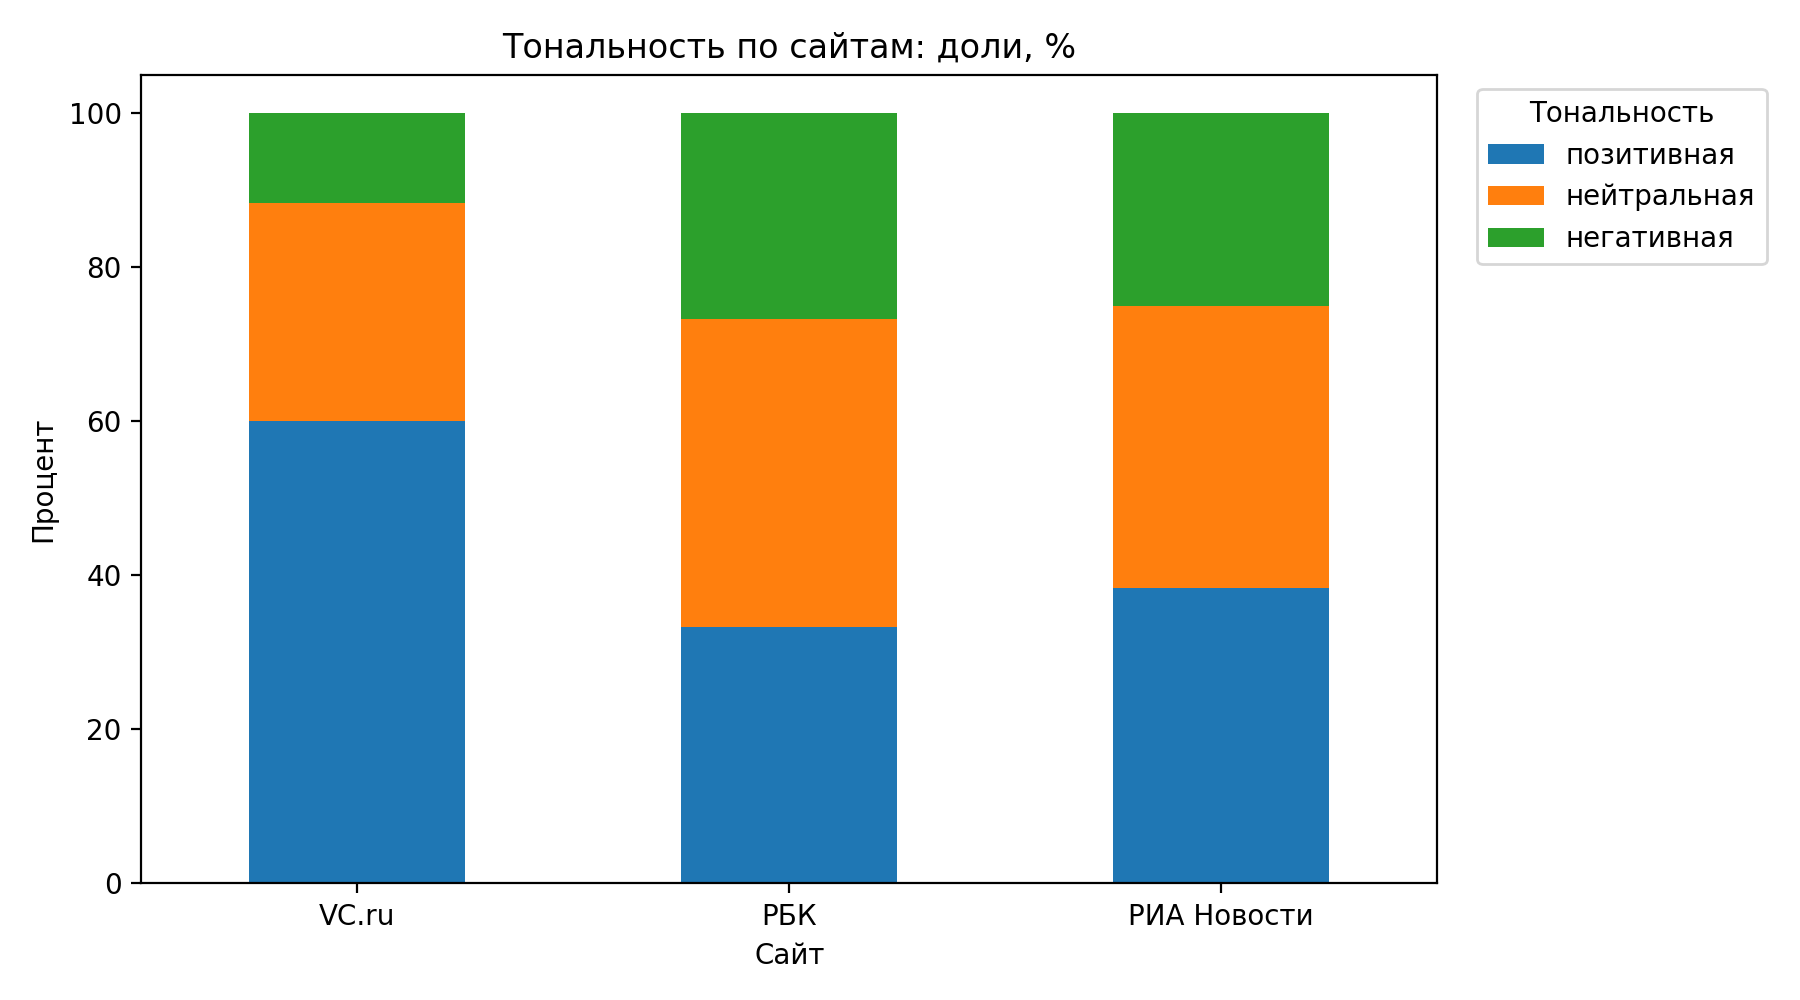 Тональность по сайтам: доли, %
Тональность
позитивная
нейтральная
негативная
Процент
100
80
60
40
20
0
VC.ru
РБК
РИА Новости
Сайт